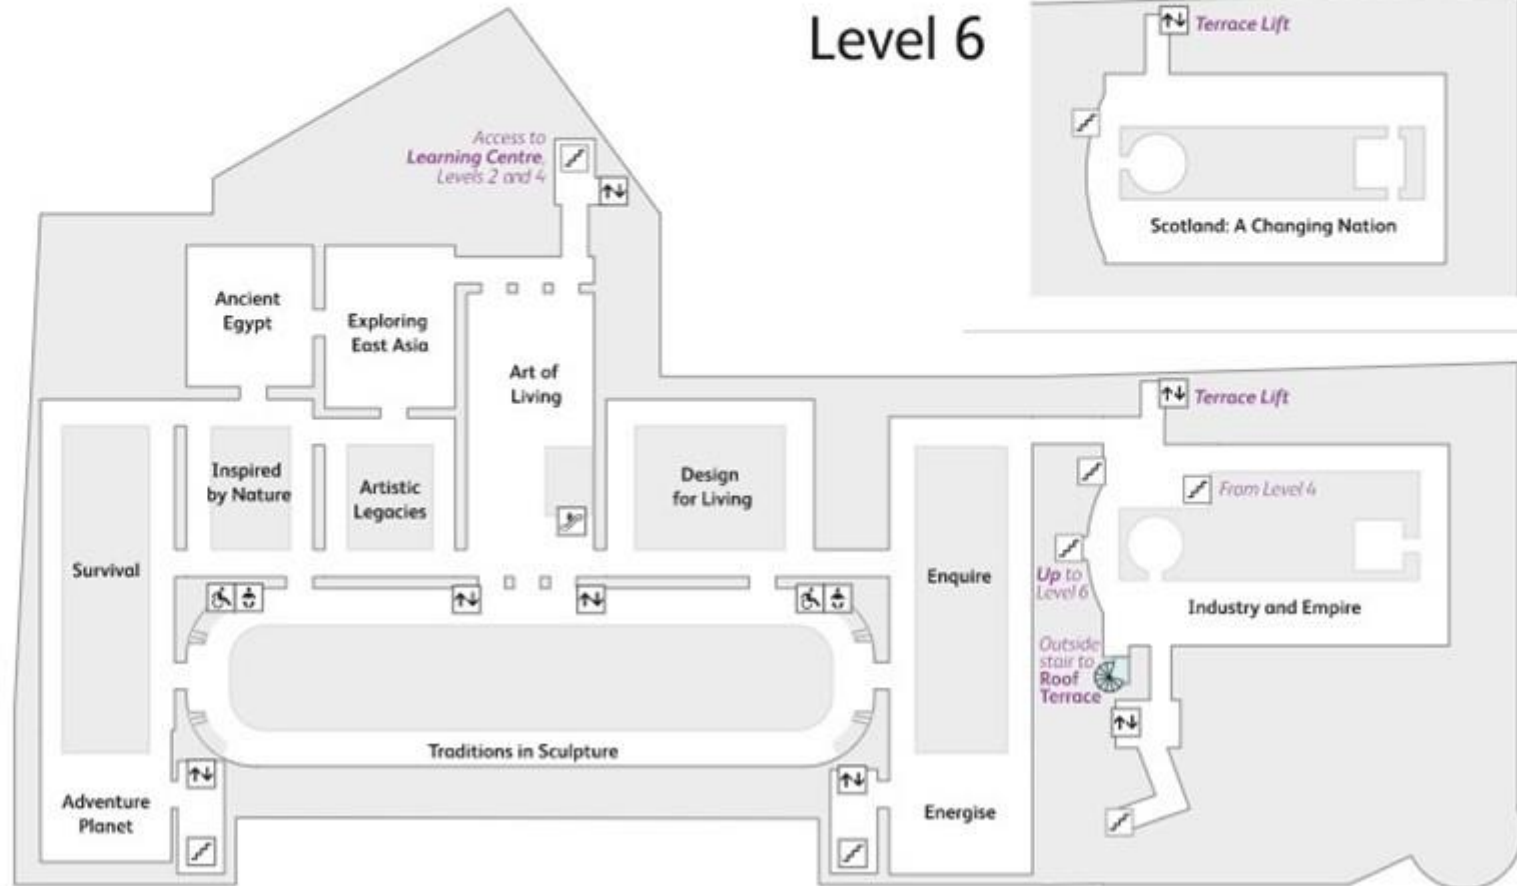 Level 6
Terrace Lift
Scotland: A Changing Nation
Access to
Learning Centre,
Levels 2 and 4
Ancient
Egypt
Exploring
East Asia
Art of
Living
Terrace Lift
Inspired
by Nature
Artistic
Legacies
Design
for Living
From Level 4
Survival
Enquire
Up to
Level 6
Industry and Empire
Outside
stair to
Roof
Terrace
Traditions in Sculpture
Adventure
Planet
Energise